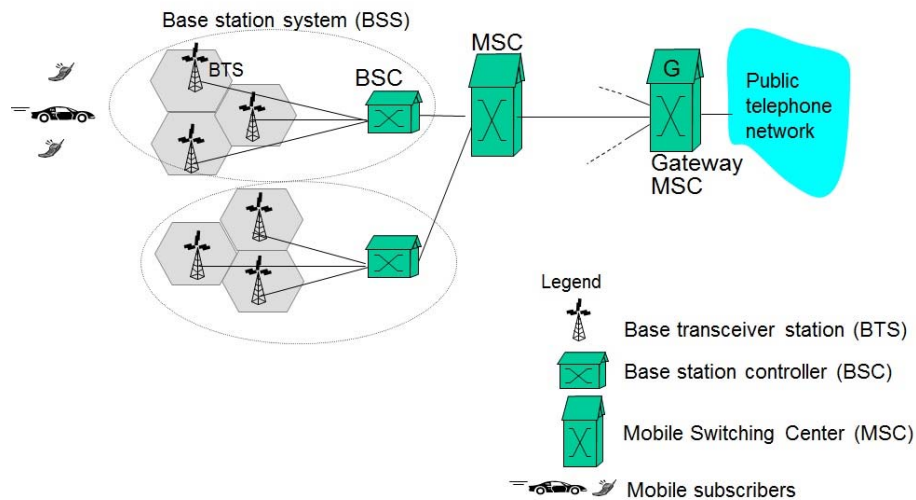 Base station system (BSS)
BTS
BSC
MSC
G
Gateway
MSC
Public
telephone
network
Legend
Base transceiver station (BTS)
Base station controller (BSC)
Mobile Switching Center (MSC)
Mobile subscribers